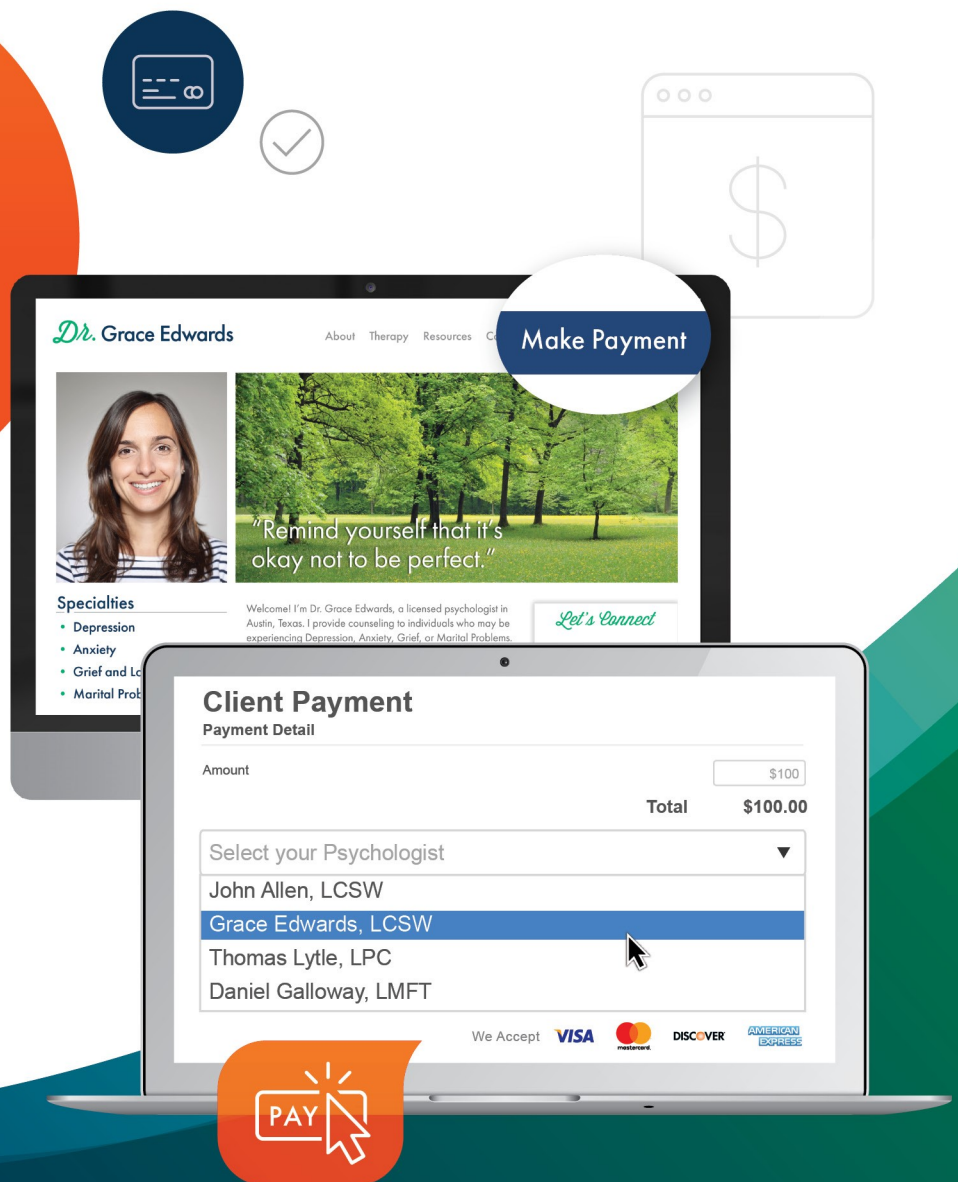 Dr. Grace Edwards
About Therapy Resources
Make Payment
"Remind yourself that it's
okay not to be perfect."
Specialties
• Depression
• Anxiety
• Grief and
• Marital
Welcome! I'm Dr. Grace Edwards, a licensed psychologist in
Austin, Texas. I provide counseling to individuals who may be
experiencing Depression, Anxiety, Grief, or Marital Problems.
Let's Connect
Client Payment
Payment Detail
Amount
$100
Total $100.00
Select your Psychologist
John Allen, LCSW
Grace Edwards, LCSW
Thomas Lytle, LPC
Daniel Galloway, LMFT
We Accept VISA mastercard. DISCOVER AMERICAN EXPRESS
PAY